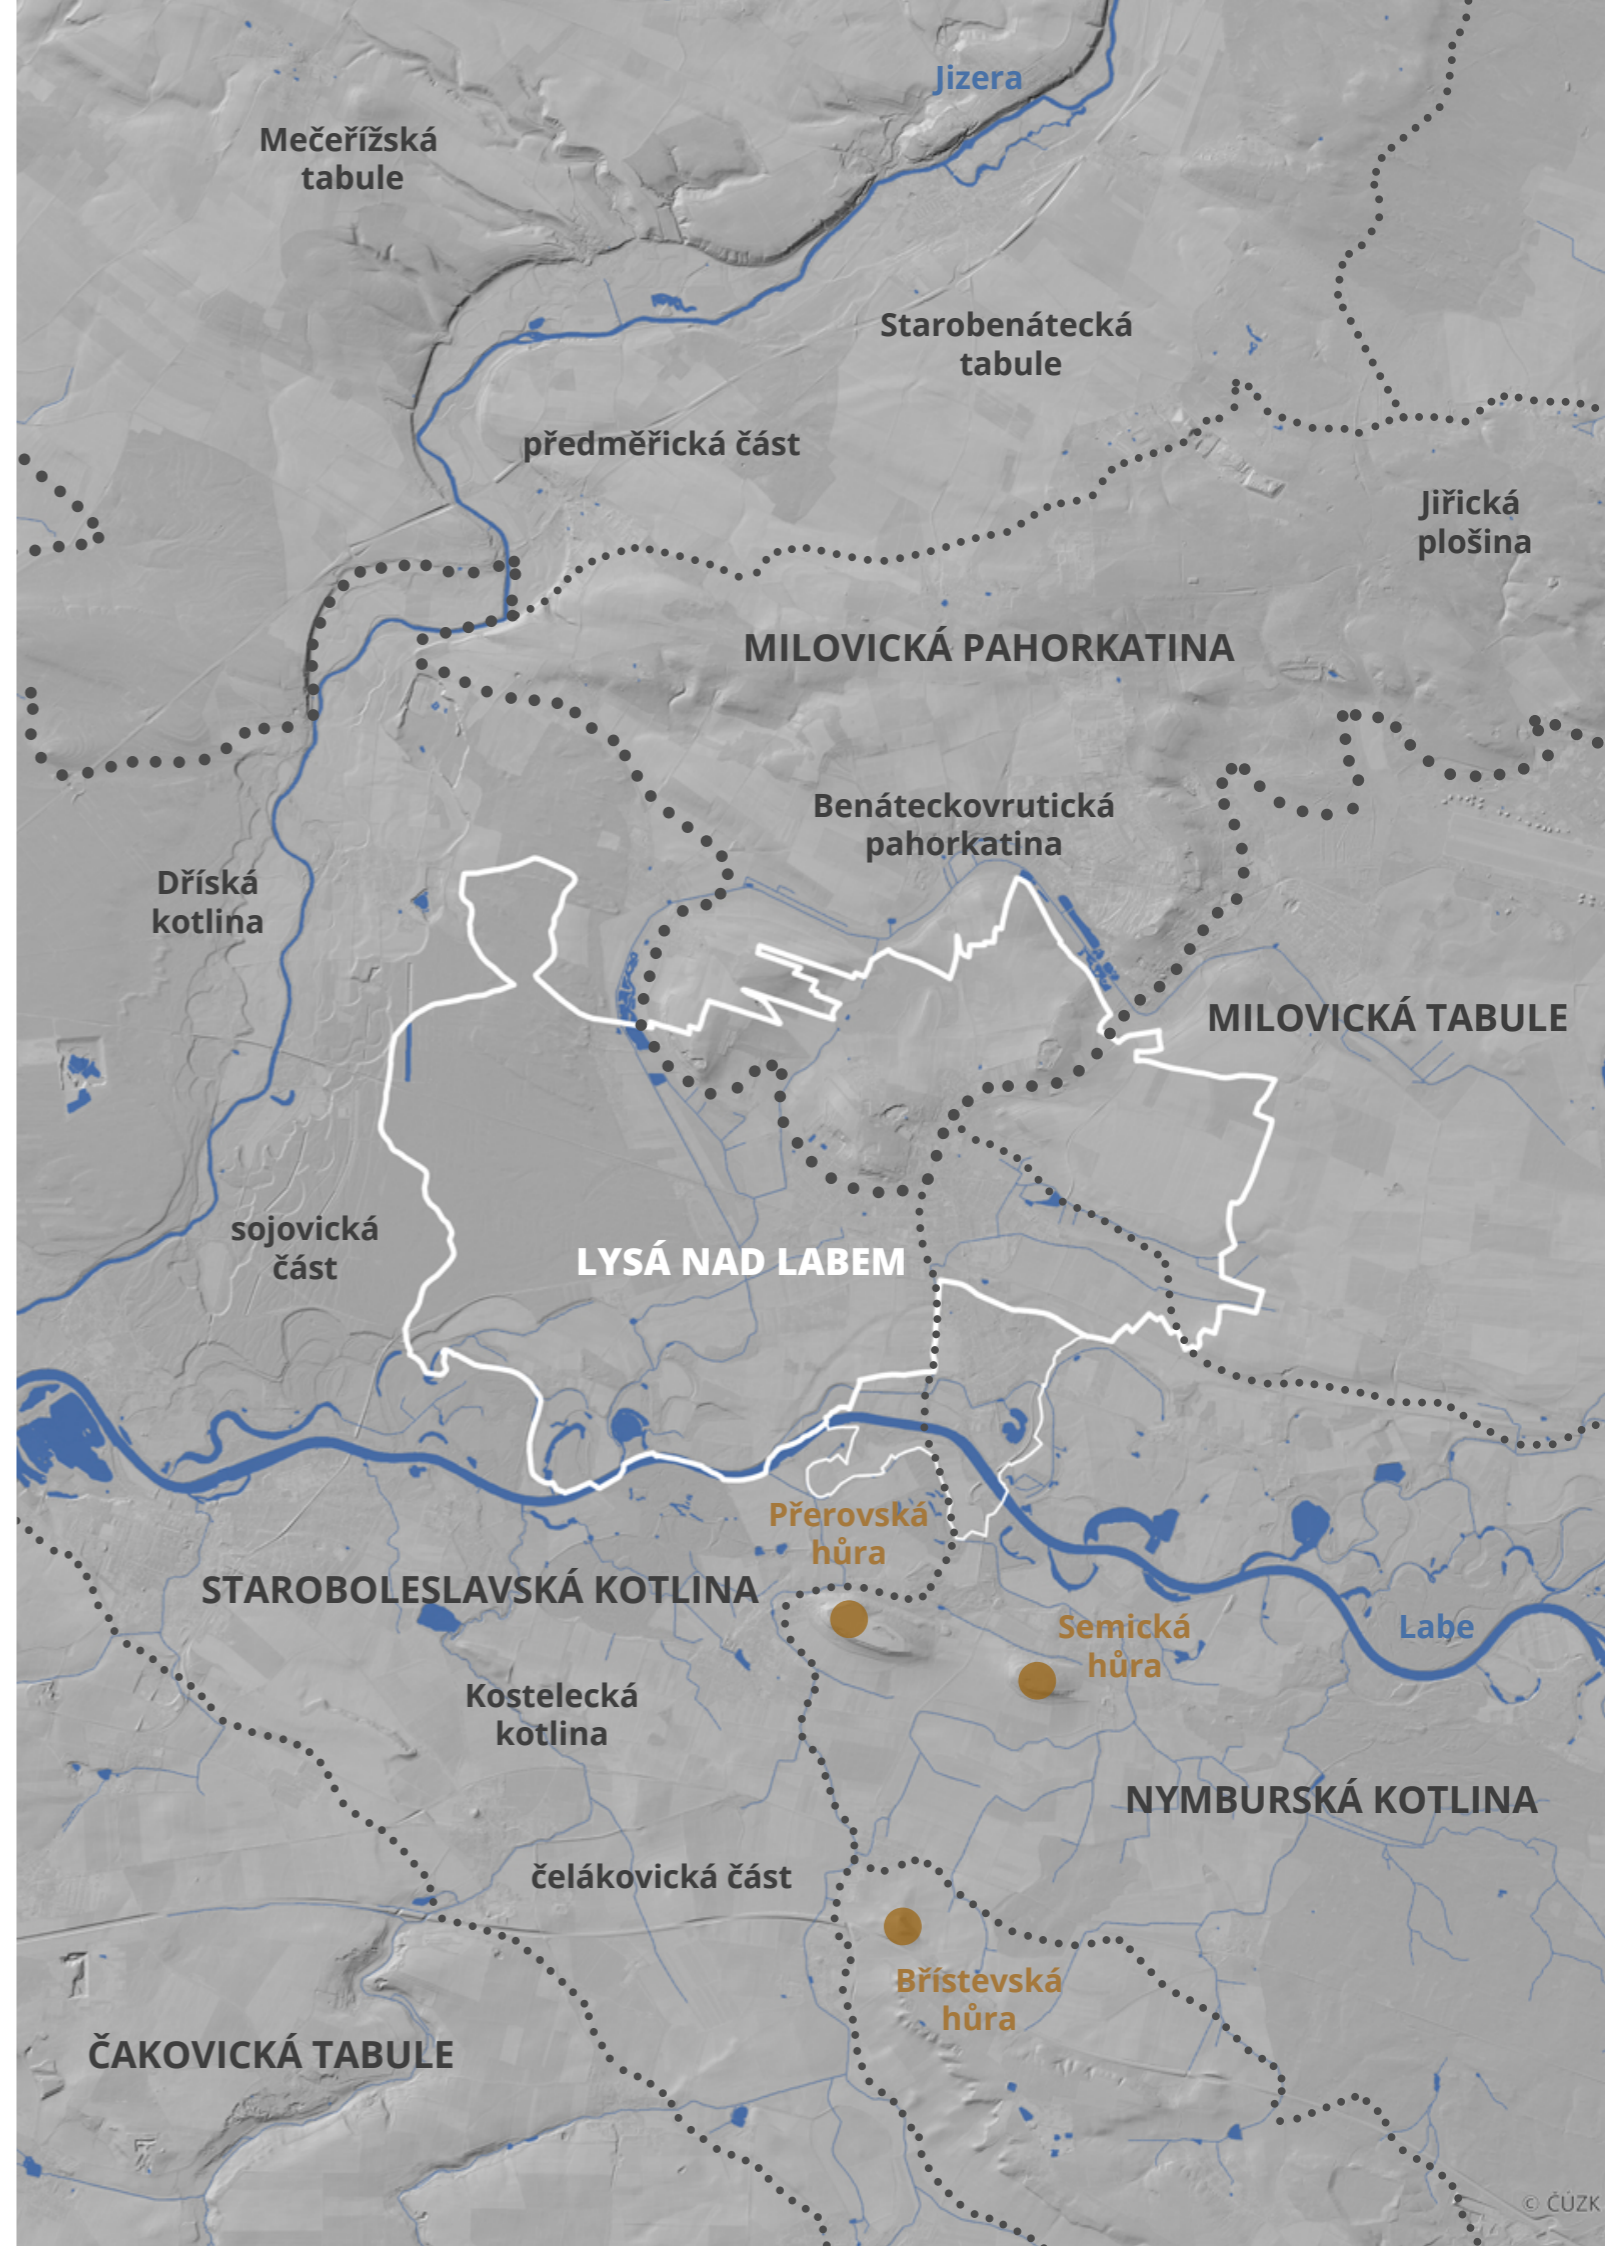 Jizera
Mečeřížská
tabule
Starobenátecká
tabule
předměřická část
Jiřická
plošina
MILOVICKÁ PAHORKATINA
Benáteckovrutická
pahorkatina
Dříská
kotlina
MILOVICKÁ TABULE
sojovická
část
LYSÁ NAD LABEM
Přerovská
hůra
STAROBOLESLAVSKÁ KOTLINA
Semická
hůra
Labe
Kostelecká
kotlina
NYMBURSKÁ KOTLINA
čelákovická část
Břístevská
hůra
ČAKOVICKÁ TABULE
© ČÚZK